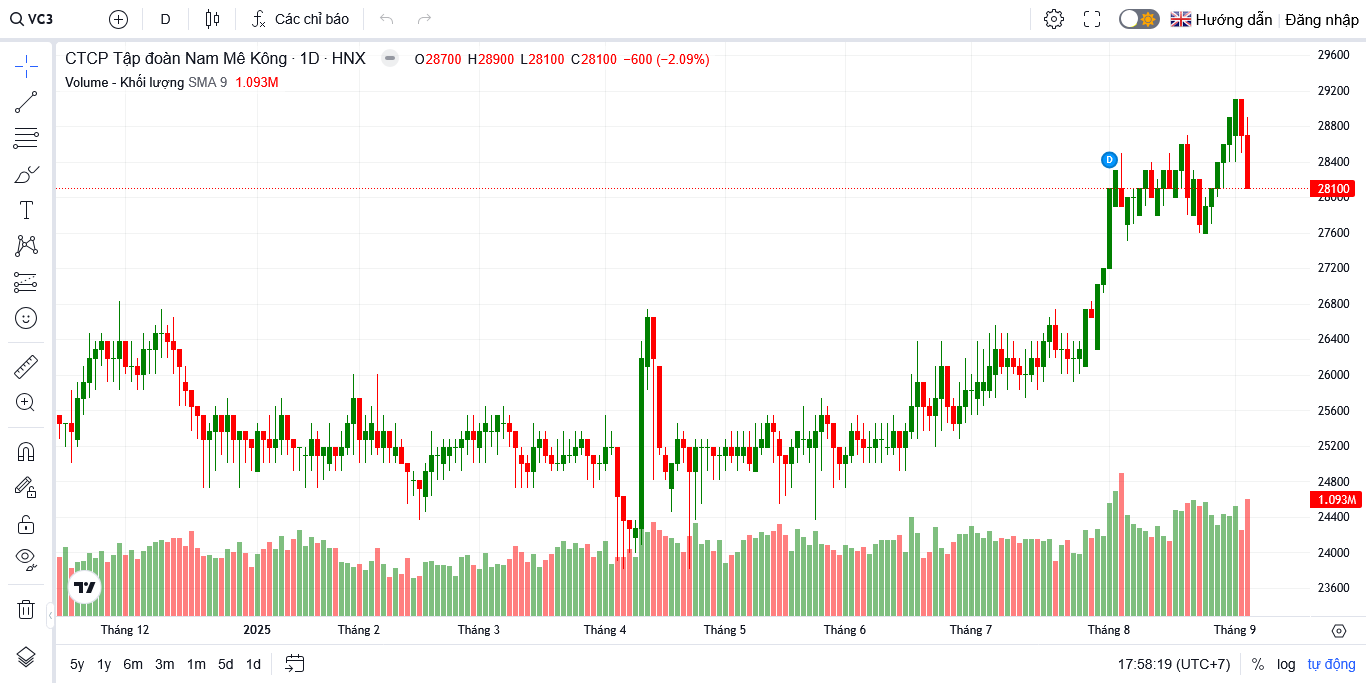 VC3 D Các chỉ báo Hướng dẫn Đăng nhập
CTCP Tập đoàn Nam Mê Kông · 1D · HNX O28700 H28900 L28100 C28100 −600 (−2.09%)
Volume - Khối lượng SMA 9 1.093M
29600
29200
28800
28400
D
28100
28000
27600
27200
26800
26400
26000
25600
25200
24800
1.093M
24400
24000
23600
Tháng 12 2025 Tháng 2 Tháng 3 Tháng 4 Tháng 5 Tháng 6 Tháng 7 Tháng 8 Tháng 9
5y 1y 6m 3m 1m 5d 1d 17:58:19 (UTC+7) % log tự động